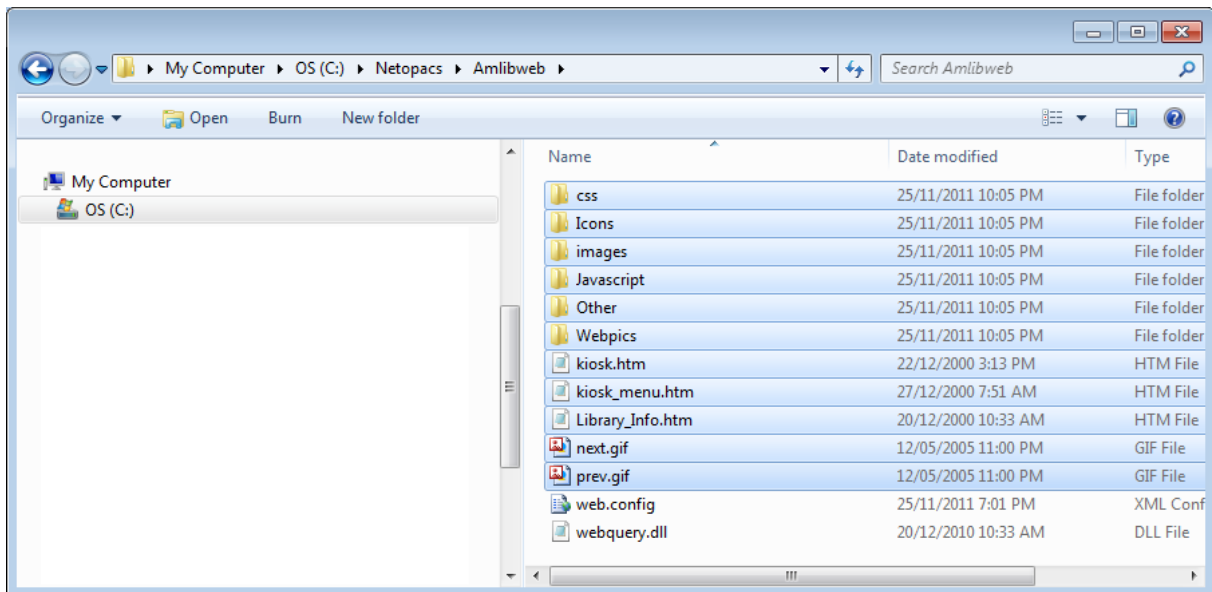 My Computer OS (C:) Netopacs Amlibweb Search Amlibweb
Organize Open Burn New folder
Name Date modified Type
My Computer
OS (C:)
css 25/11/2011 10:05 PM File folder
Icons 25/11/2011 10:05 PM File folder
images 25/11/2011 10:05 PM File folder
Javascript 25/11/2011 10:05 PM File folder
Other 25/11/2011 10:05 PM File folder
Webpics 25/11/2011 10:05 PM File folder
kiosk.htm 22/12/2000 3:13 PM HTM File
kiosk_menu.htm 27/12/2000 7:51 AM HTM File
Library_Info.htm 20/12/2000 10:33 AM HTM File
next.gif 12/05/2005 11:00 PM GIF File
prev.gif 12/05/2005 11:00 PM GIF File
web.config 25/11/2011 7:01 PM XML Conf
webquery.dll 20/12/2010 10:33 AM DLL File